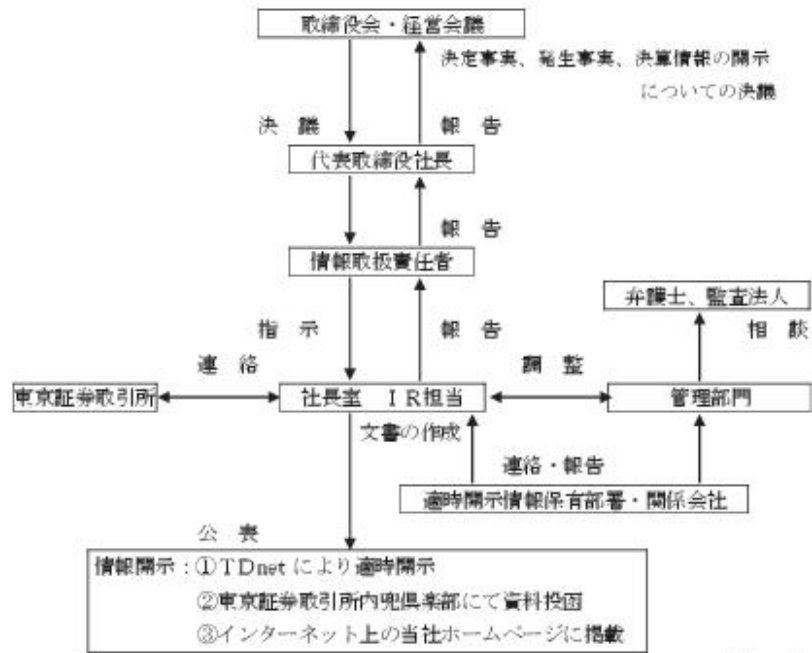 取締役会・経営会議
決定事実、発生事実、決算情報の開示
についての決議
決 議
報 告
代表取締役社長
報 告
情報取扱責任者
弁護士、監査法人
指 示
報 告
相 談
連 絡
調 整
東京証券取引所
社長室 IR担当
管理部門
文書の作成
連絡・報告
適時開示情報保有部署・関係会社
公 表
情報開示：①TDnet により適時開示
②東京証券取引所内兜倶楽部にて資料投函
③インターネット上の当社ホームページに掲載